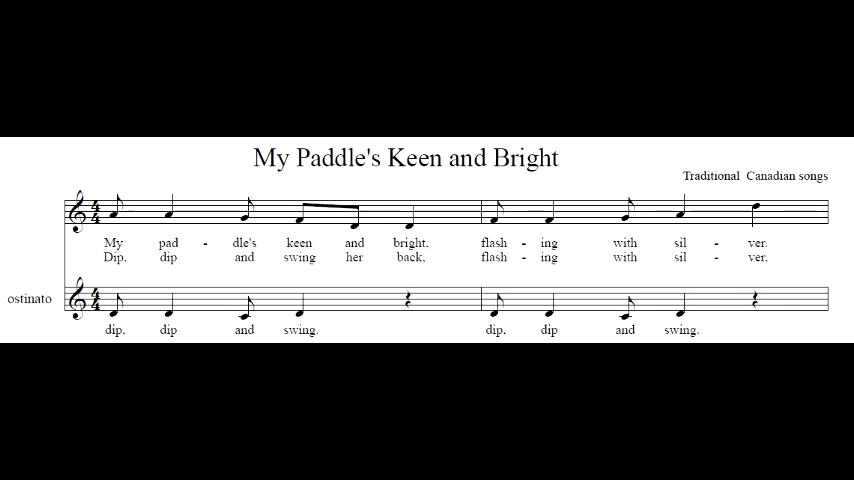 My Paddle's Keen and Bright
Traditional Canadian songs
My pad - dle's keen and bright, flash - ing with sil - ver.
Dip, dip and swing her back, flash - ing with sil - ver,
ostinato
dip, dip and swing. dip, dip and swing.